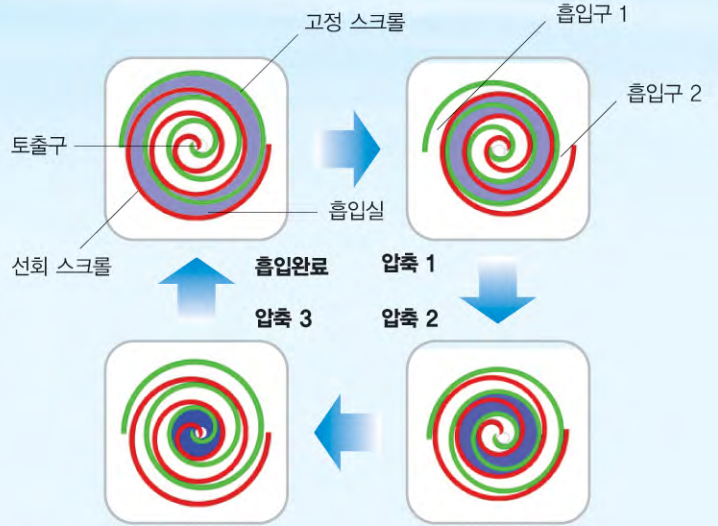 고정 스크롤
흡입구 1
흡입구 2
토출구
흡입실
선회 스크롤
흡입완료
압축 1
압축 3
압축 2